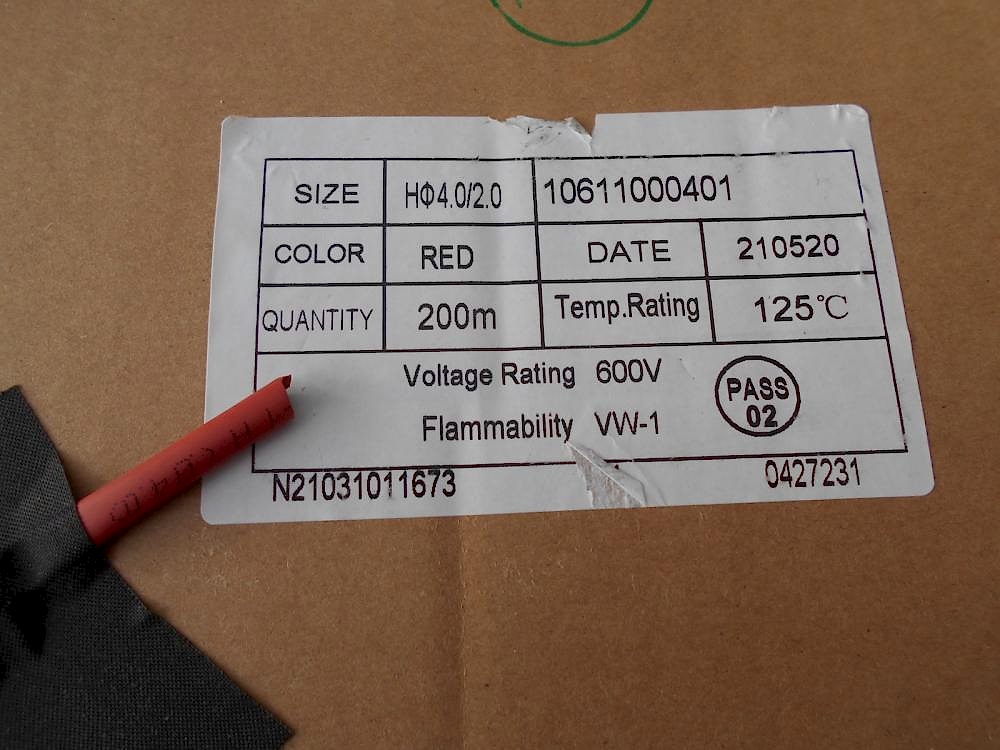 SIZE HΦ4.0/2.0 10611000401
COLOR RED DATE 210520
QUANTITY 200m Temp.Rating 125℃
Voltage Rating 600V
Flammability VW-1
PASS
02
N21031011673 0427231